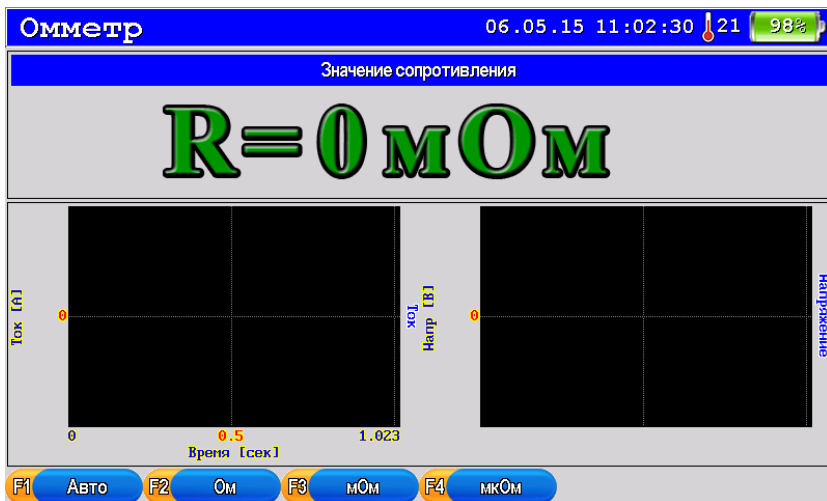 Омметр 06.05.15 11:02:30 21 98%
Значение сопротивления
R=0 мОм
Ток [А]
0
Ток
Напр [В]
0
Напряжение
0 0.5 1.023
Время [сек]
F1 Авто F2 Ом F3 мОм F4 мкОм